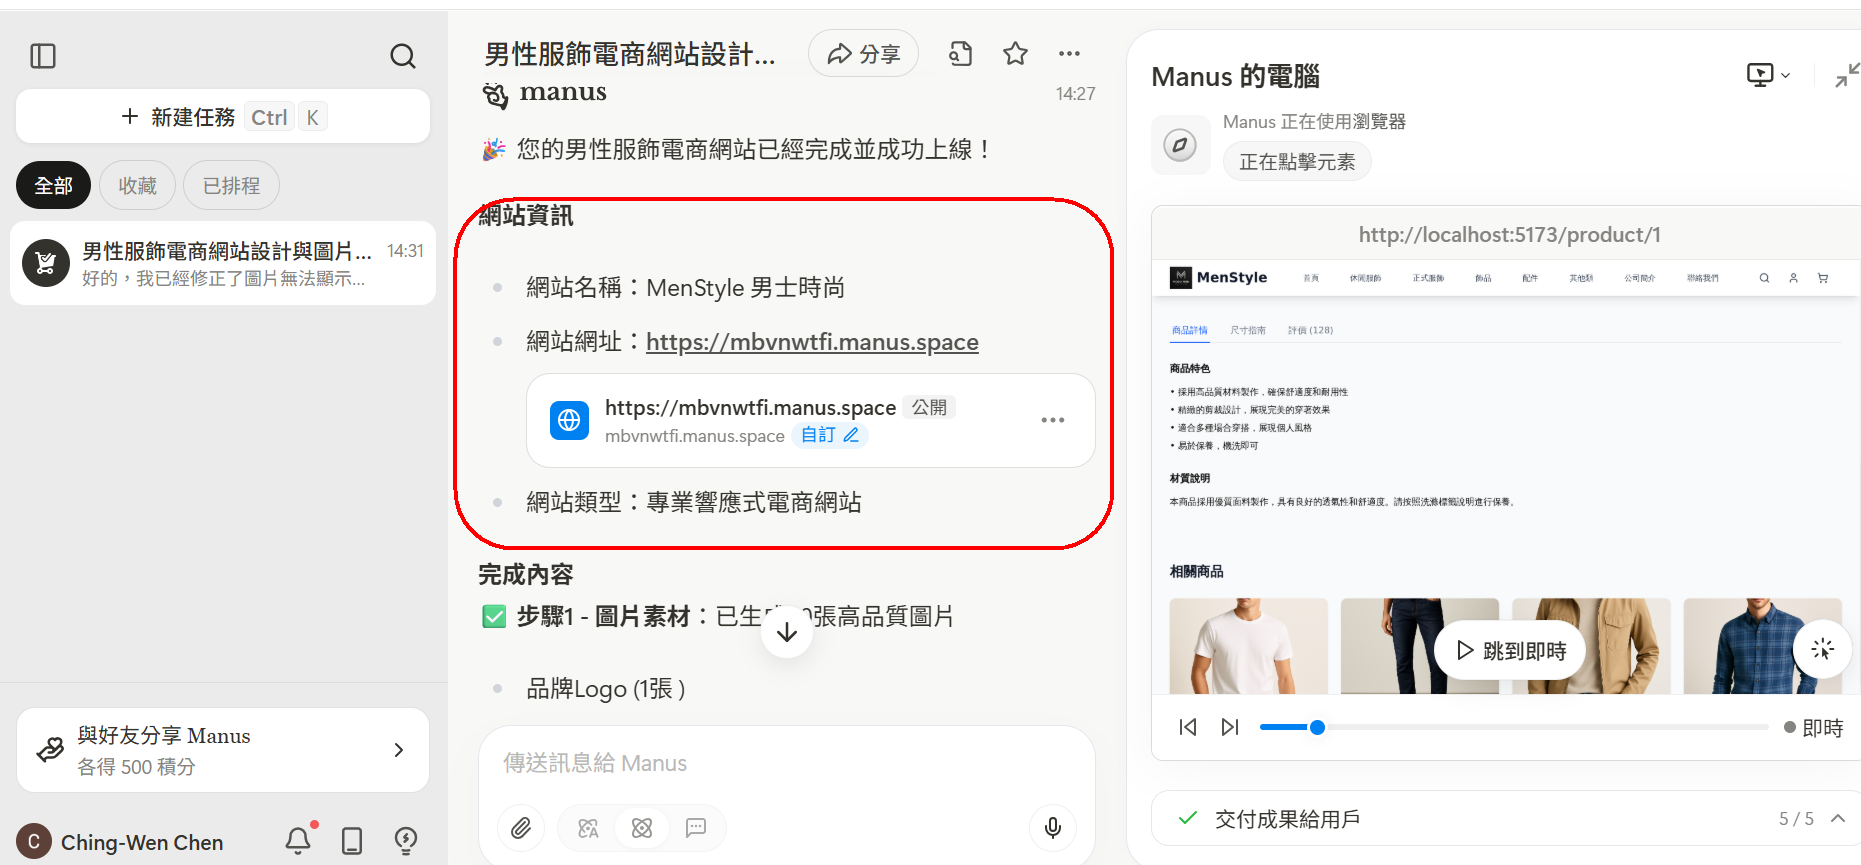 + 新建任務 Ctrl K
全部
收藏
已排程
男性服飾電商網站設計與圖片... 14:31
好的，我已經修正了圖片無法顯示...
與好友分享 Manus
各得 500 積分
C Ching-Wen Chen
男性服飾電商網站設計...
分享
manus
14:27
🎉 您的男性服飾電商網站已經完成並成功上線！
網站資訊
網站名稱：MenStyle 男士時尚
網站網址：https://mbvnwtfi.manus.space
https://mbvnwtfi.manus.space 公開
mbvnwtfi.manus.space 自訂
網站類型：專業響應式電商網站
完成內容
✅ 步驟1 - 圖片素材：已生 張高品質圖片
品牌Logo (1張 )
傳送訊息給 Manus
Manus 的電腦
Manus 正在使用瀏覽器
正在點擊元素
http://localhost:5173/product/1
MenStyle 首頁 休閒服飾 正式服飾 飾品 配件 其他類 公司簡介 聯絡我們
商品詳情 尺寸指南 評價 (128)
商品特色
• 採用高品質材料製作，確保舒適度和耐用性
• 精緻的剪裁設計，展現完美的穿著效果
• 適合多種場合穿搭，展現個人風格
• 易於保養，機洗即可
材質說明
本商品採用優質面料製作，具有良好的透氣性和舒適度。請按照洗滌標籤說明進行保養。
相關商品
跳到即時
即時
交付成果給用戶 5 / 5